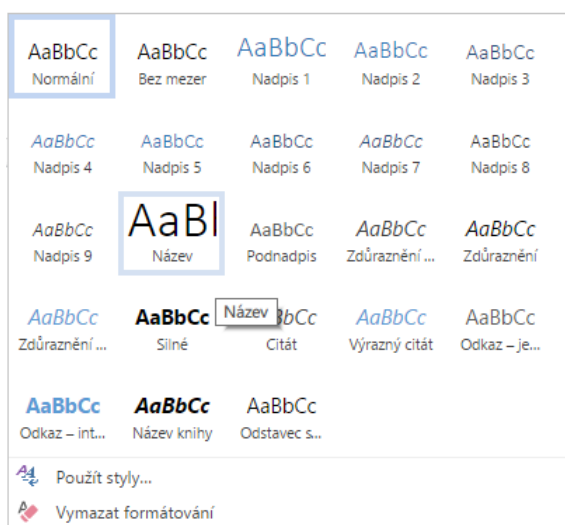 AaBbCc AaBbCc AaBbCc AaBbCc AaBbCc
Normální Bez mezer Nadpis 1 Nadpis 2 Nadpis 3
AaBbCc AaBbCc AaBbCc AaBbCc AaBbCc
Nadpis 4 Nadpis 5 Nadpis 6 Nadpis 7 Nadpis 8
AaBbCc AaBl AaBbCc AaBbCc AaBbCc
Nadpis 9 Název Podnadpis Zdůraznění ... Zdůraznění
AaBbCc AaBbCc Název bCc AaBbCc AaBbCc
Zdůraznění ... Silné Citát Výrazný citát Odkaz – je...
AaBbCc AaBbCc AaBbCc
Odkaz – int... Název knihy Odstavec s...
Použít styly...
Vymazat formátování